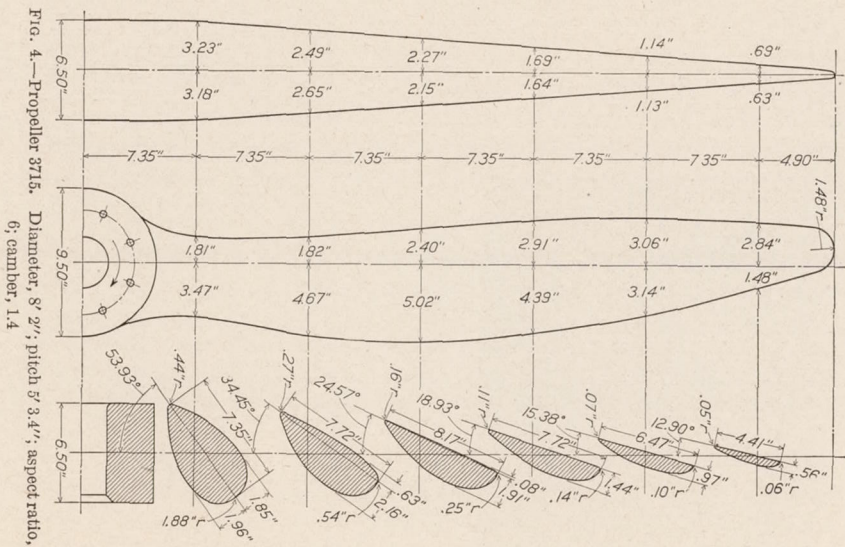 3.23" 2.49" 2.27" 1.69" 1.14" .69"
6.50"
3.18" 2.65" 2.15" 1.64" 1.13" .63"
7.35" 7.35" 7.35" 7.35" 7.35" 7.35" 4.90"
1.48"r
1.81" 1.82" 2.40" 2.91" 3.06" 2.84"
9.50"
3.47" 4.67" 5.02" 4.39" 3.14" 1.48"
53.93° .44"r 34.45° .27"r 24.57° .16"r 18.93° .11"r 15.38° .07"r 12.90° .05"r
7.35" 7.72" 8.17" 7.72" 6.47" 4.41"
6.50"
1.88"r 1.96" 1.85" .54"r 2.16" .63" .25"r 1.91" .08" .14"r 1.44" .10"r .97" .06"r .56"
FIG. 4.—Propeller 3715. Diameter, 8' 2"; pitch 5' 3.4"; aspect ratio,
6; camber, 1.4